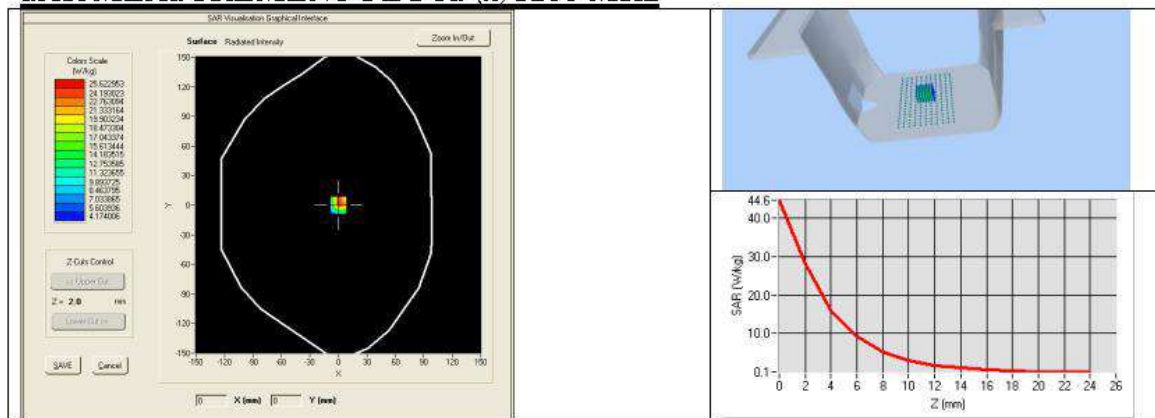 SAR Visualisation Graphical Interface
Surface Radiated Intensity
Zoom In/Out
Colors Scale
(W/kg)
25.622953
24.193023
22.763094
21.333164
19.903234
18.473304
17.043374
15.613444
14.183515
12.753585
11.323655
9.893725
8.463795
7.033865
5.603936
4.174006
150
120
90
60
30
0
-30
-60
-90
-120
-150
Y
-150 -120 -90 -60 -30 0 30 60 90 120 150
X
Z-Cuts Control
<< Upper Cut
Z = 2.0 mm
Lower Cut >>
SAVE Cancel
0 X (mm) 0 Y (mm)
44.6
40.0
30.0
20.0
10.0
0.1
SAR (W/kg)
0 2 4 6 8 10 12 14 16 18 20 22 24 26
Z (mm)